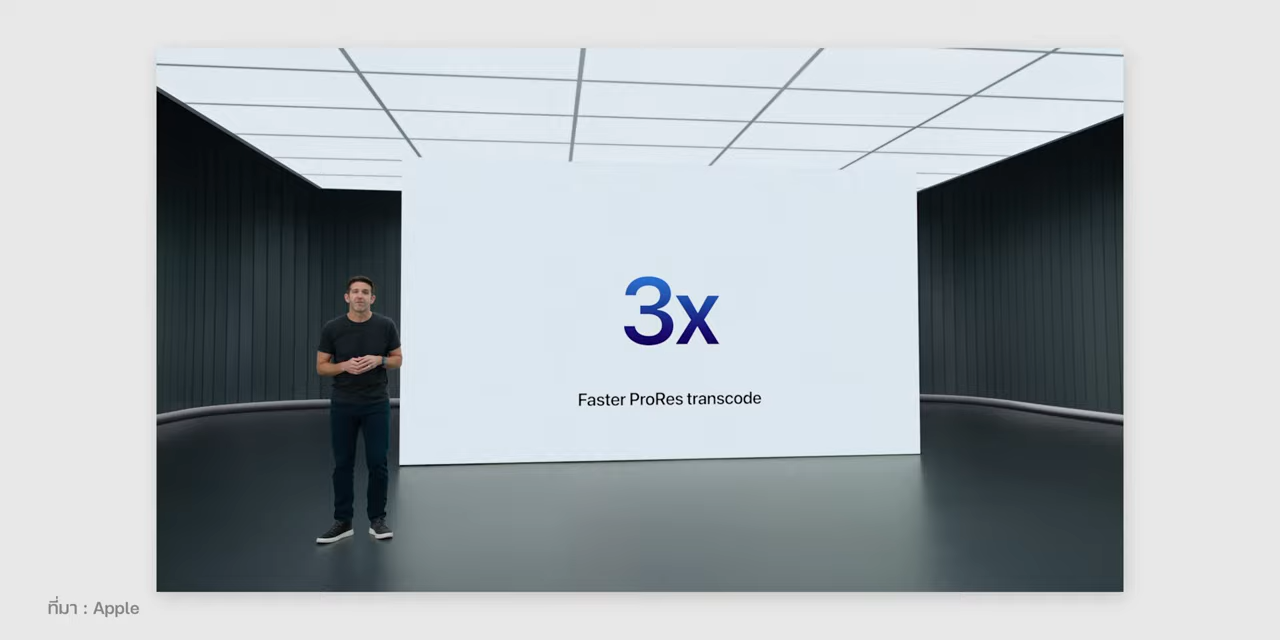 3x
Faster ProRes transcode
ที่มา : Apple